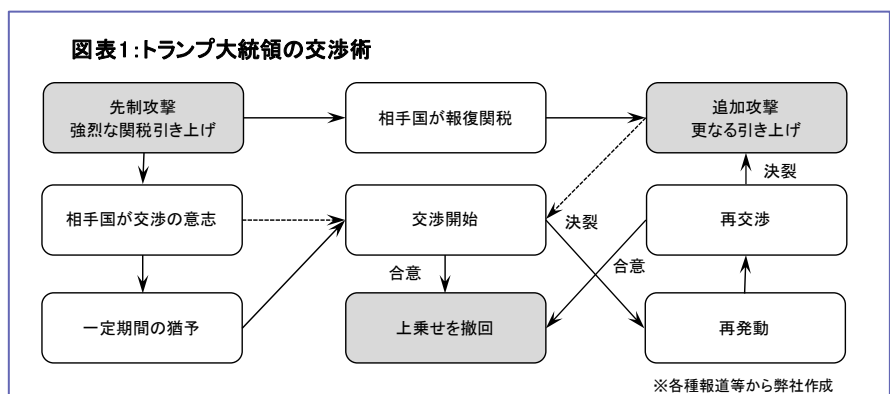 図表1:トランプ大統領の交渉術
先制攻撃
強烈な関税引き上げ
相手国が報復関税
追加攻撃
更なる引き上げ
決裂
相手国が交渉の意志
交渉開始
決裂
再交渉
合意
合意
一定期間の猶予
上乗せを撤回
再発動
※各種報道等から弊社作成